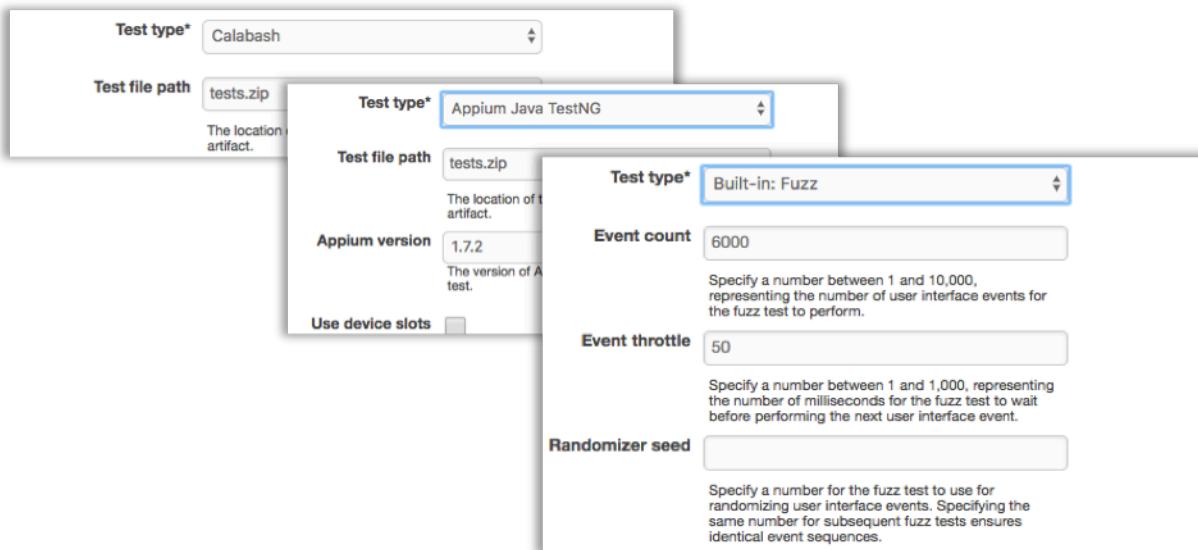 Test type*
Calabash
Test file path
tests.zip
The location
artifact.
Test type*
Appium Java TestNG
Test file path
tests.zip
The location of t
artifact.
Appium version
1.7.2
The version of A
test.
Use device slots
Test type*
Built-in: Fuzz
Event count
6000
Specify a number between 1 and 10,000,
representing the number of user interface events for
the fuzz test to perform.
Event throttle
50
Specify a number between 1 and 1,000, representing
the number of milliseconds for the fuzz test to wait
before performing the next user interface event.
Randomizer seed
Specify a number for the fuzz test to use for
randomizing user interface events. Specifying the
same number for subsequent fuzz tests ensures
identical event sequences.